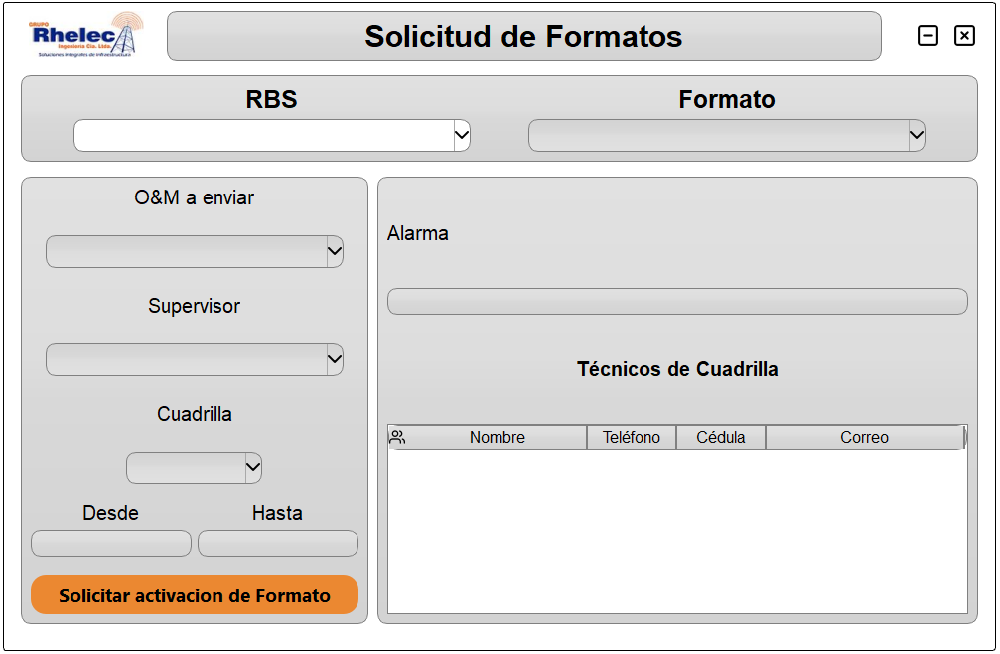 GRUPO
Rhelec
Ingeniería Cía. Ltda.
Soluciones Integrales de Infraestructura
Solicitud de Formatos
RBS
Formato
O&M a enviar
Supervisor
Cuadrilla
Desde
Hasta
Solicitar activacion de Formato
Alarma
Técnicos de Cuadrilla
Nombre
Teléfono
Cédula
Correo